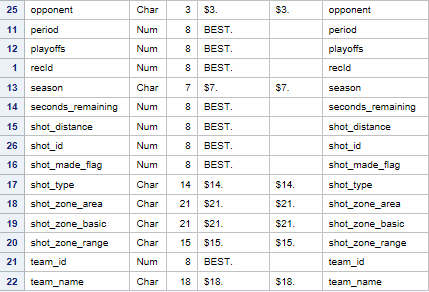 25 opponent Char 3 $3. $3. opponent
11 period Num 8 BEST. period
12 playoffs Num 8 BEST. playoffs
1 recId Num 8 BEST. recId
13 season Char 7 $7. $7. season
14 seconds_remaining Num 8 BEST. seconds_remaining
15 shot_distance Num 8 BEST. shot_distance
26 shot_id Num 8 BEST. shot_id
16 shot_made_flag Num 8 BEST. shot_made_flag
17 shot_type Char 14 $14. $14. shot_type
18 shot_zone_area Char 21 $21. $21. shot_zone_area
19 shot_zone_basic Char 21 $21. $21. shot_zone_basic
20 shot_zone_range Char 15 $15. $15. shot_zone_range
21 team_id Num 8 BEST. team_id
22 team_name Char 18 $18. $18. team_name